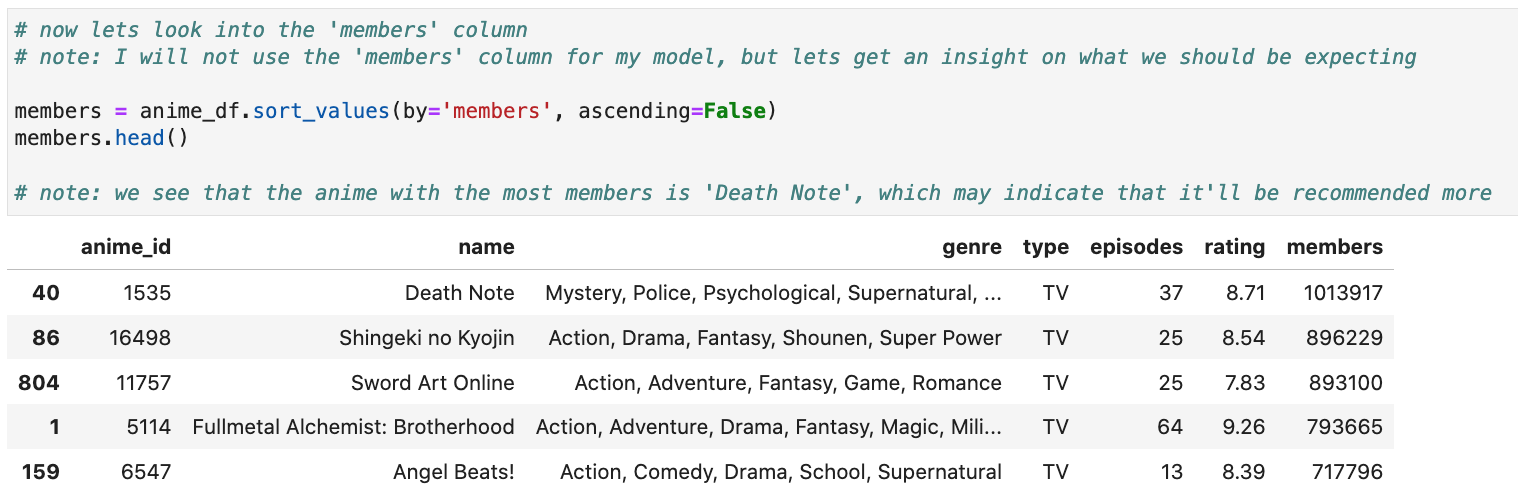 # now lets look into the 'members' column
# note: I will not use the 'members' column for my model, but lets get an insight on what we should be expecting
members = anime_df.sort_values(by='members', ascending=False)
members.head()
# note: we see that the anime with the most members is 'Death Note', which may indicate that it'll be recommended more
anime_id name genre type episodes rating members
40 1535 Death Note Mystery, Police, Psychological, Supernatural, ... TV 37 8.71 1013917
86 16498 Shingeki no Kyojin Action, Drama, Fantasy, Shounen, Super Power TV 25 8.54 896229
804 11757 Sword Art Online Action, Adventure, Fantasy, Game, Romance TV 25 7.83 893100
1 5114 Fullmetal Alchemist: Brotherhood Action, Adventure, Drama, Fantasy, Magic, Mili... TV 64 9.26 793665
159 6547 Angel Beats! Action, Comedy, Drama, School, Supernatural TV 13 8.39 717796